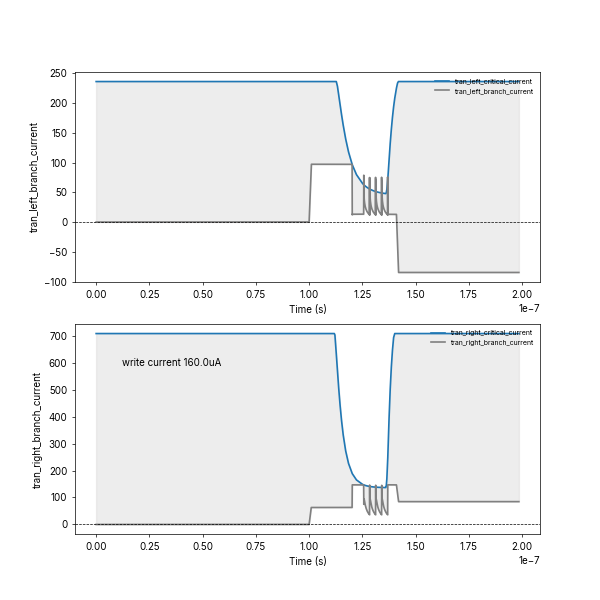 250
200
150
100
50
0
−50
−100
tran_left_branch_current
tran_left_critical_current
tran_left_branch_current
0.00 0.25 0.50 0.75 1.00 1.25 1.50 1.75 2.00
Time (s)
1e−7
700
600
500
400
300
200
100
0
tran_right_branch_current
tran_right_critical_current
tran_right_branch_current
write current 160.0uA
0.00 0.25 0.50 0.75 1.00 1.25 1.50 1.75 2.00
Time (s)
1e−7